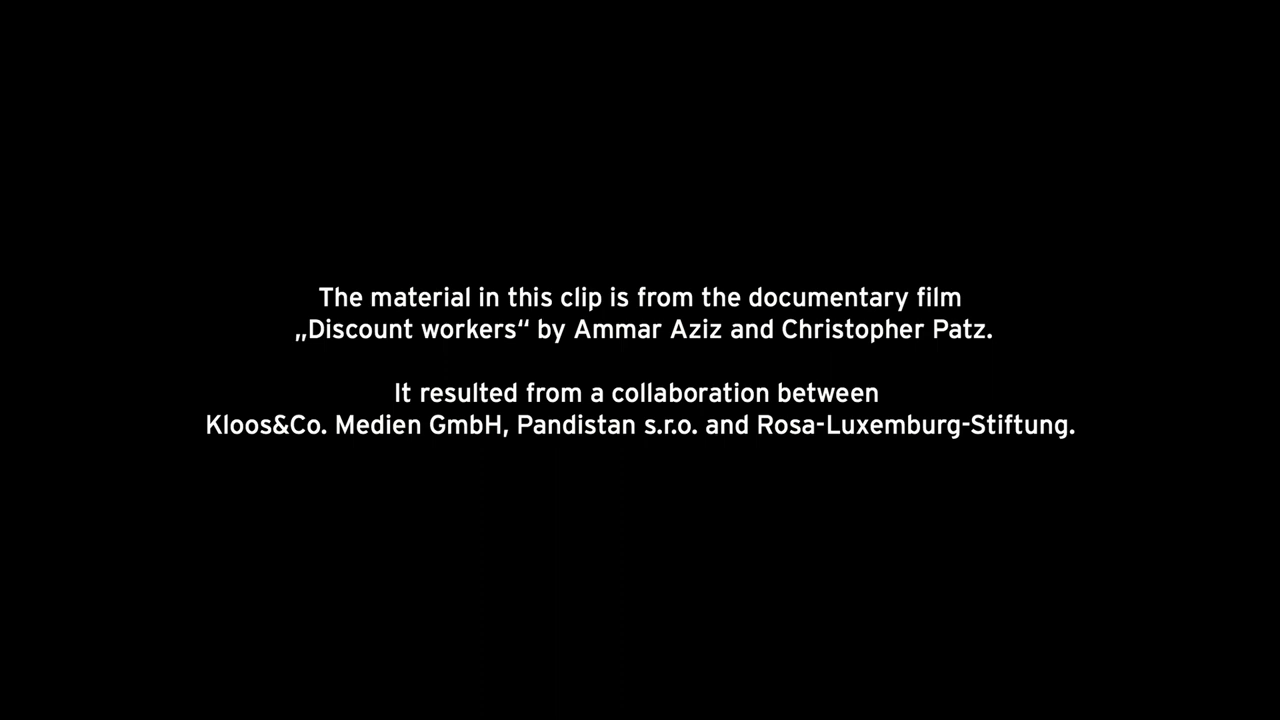 The material in this clip is from the documentary film
„Discount workers“ by Ammar Aziz and Christopher Patz.
It resulted from a collaboration between
Kloos&Co. Medien GmbH, Pandistan s.r.o. and Rosa-Luxemburg-Stiftung.